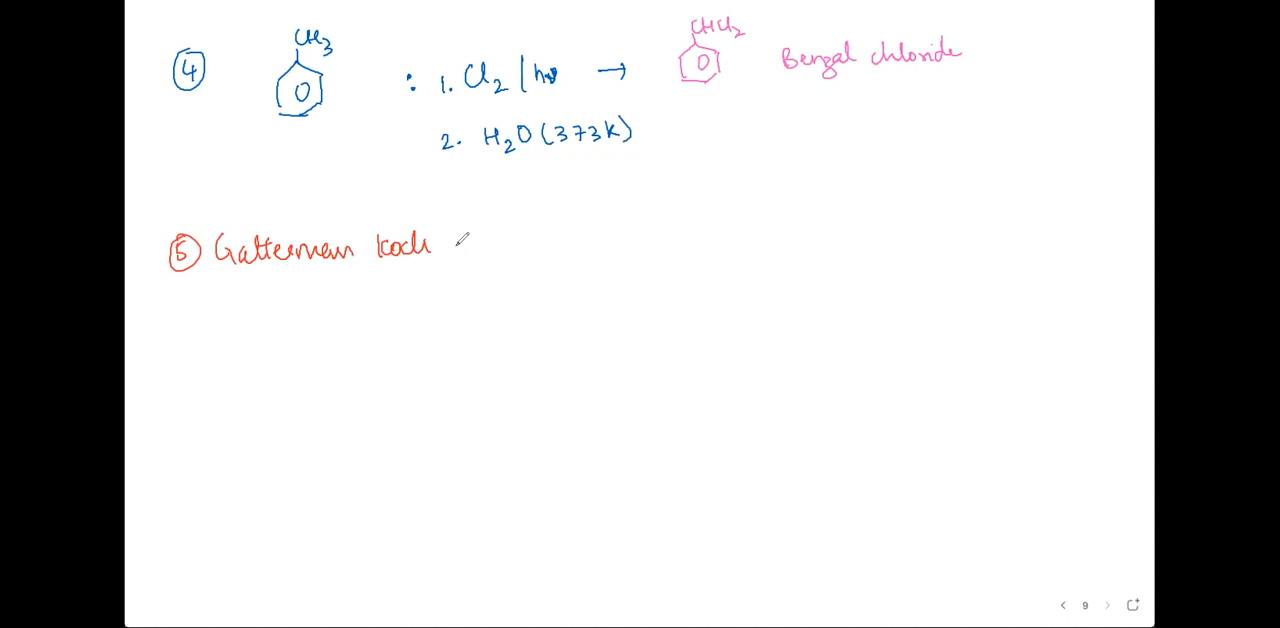 ④ CH₃ : 1. Cl₂ / hν → CHCl₂ Benzal chloride
2. H₂O (373K)
⑤ Gatterman Koch
9